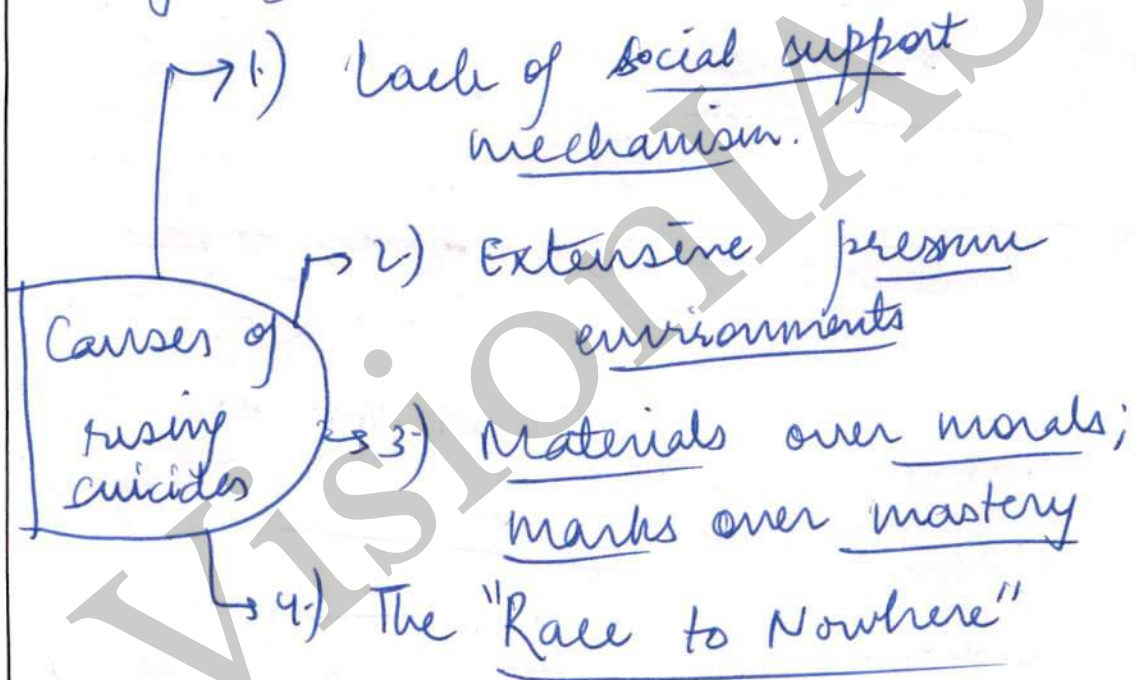 1.) Lack of social support
mechanism.
2.) Extensive pressure
environments
Causes of
rising
suicides
3.) Materials over morals;
marks over mastery
4.) The "Race to Nowhere"
VisionIAS